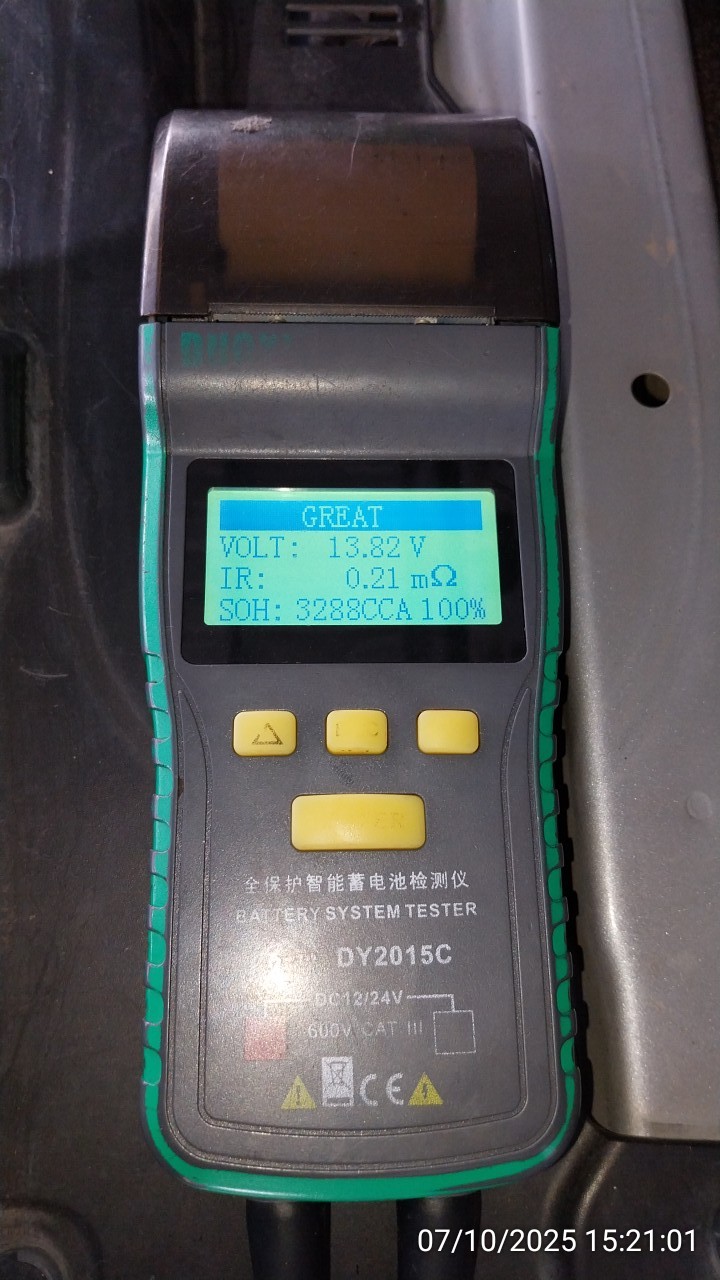 GREAT
VOLT: 13.82 V
IR: 0.21 mΩ
SOH: 3288CCA 100%
全保护智能蓄电池检测仪
BATTERY SYSTEM TESTER
DY2015C
DC12/24V
600V CAT III
CE
07/10/2025 15:21:01